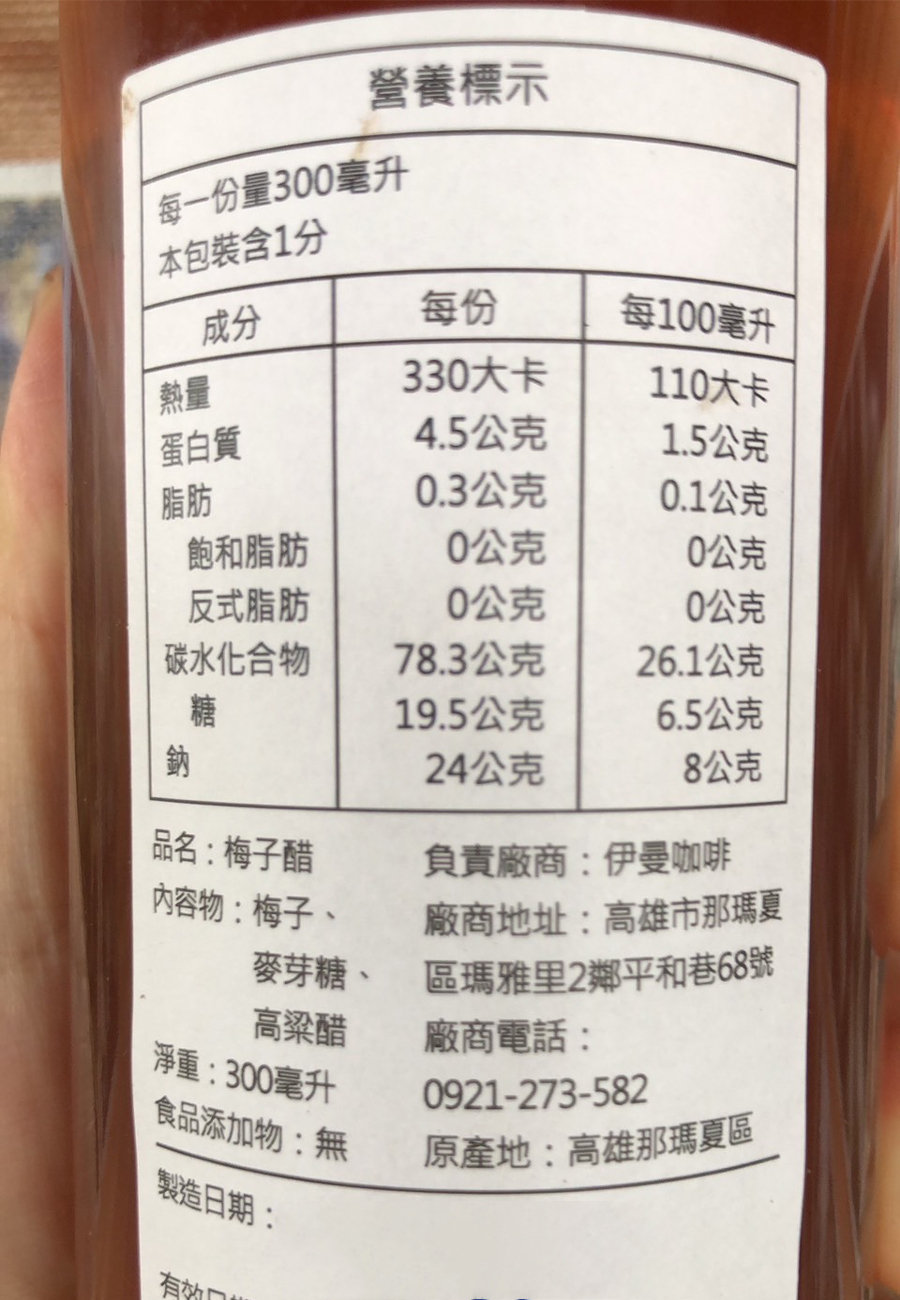 營養標示
每一份量300毫升
本包裝含1分
成分 每份 每100毫升
熱量 330大卡 110大卡
蛋白質 4.5公克 1.5公克
脂肪 0.3公克 0.1公克
飽和脂肪 0公克 0公克
反式脂肪 0公克 0公克
碳水化合物 78.3公克 26.1公克
糖 19.5公克 6.5公克
鈉 24公克 8公克
品名：梅子醋
內容物：梅子、
麥芽糖、
高粱醋
淨重：300毫升
食品添加物：無
負責廠商：伊曼咖啡
廠商地址：高雄市那瑪夏
區瑪雅里2鄰平和巷68號
廠商電話：
0921-273-582
原產地：高雄那瑪夏區
製造日期：
有效日期